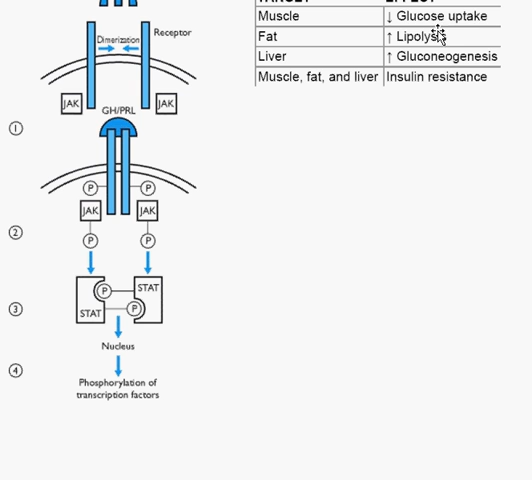 TARGET EFFECT
Muscle ↓ Glucose uptake
Fat ↑ Lipolysis
Liver ↑ Gluconeogenesis
Muscle, fat, and liver Insulin resistance
Receptor
Dimerization
JAK JAK
GH/PRL
①
P P
JAK JAK
②
P P
P STAT
③
STAT P
Nucleus
④
Phosphorylation of
transcription factors